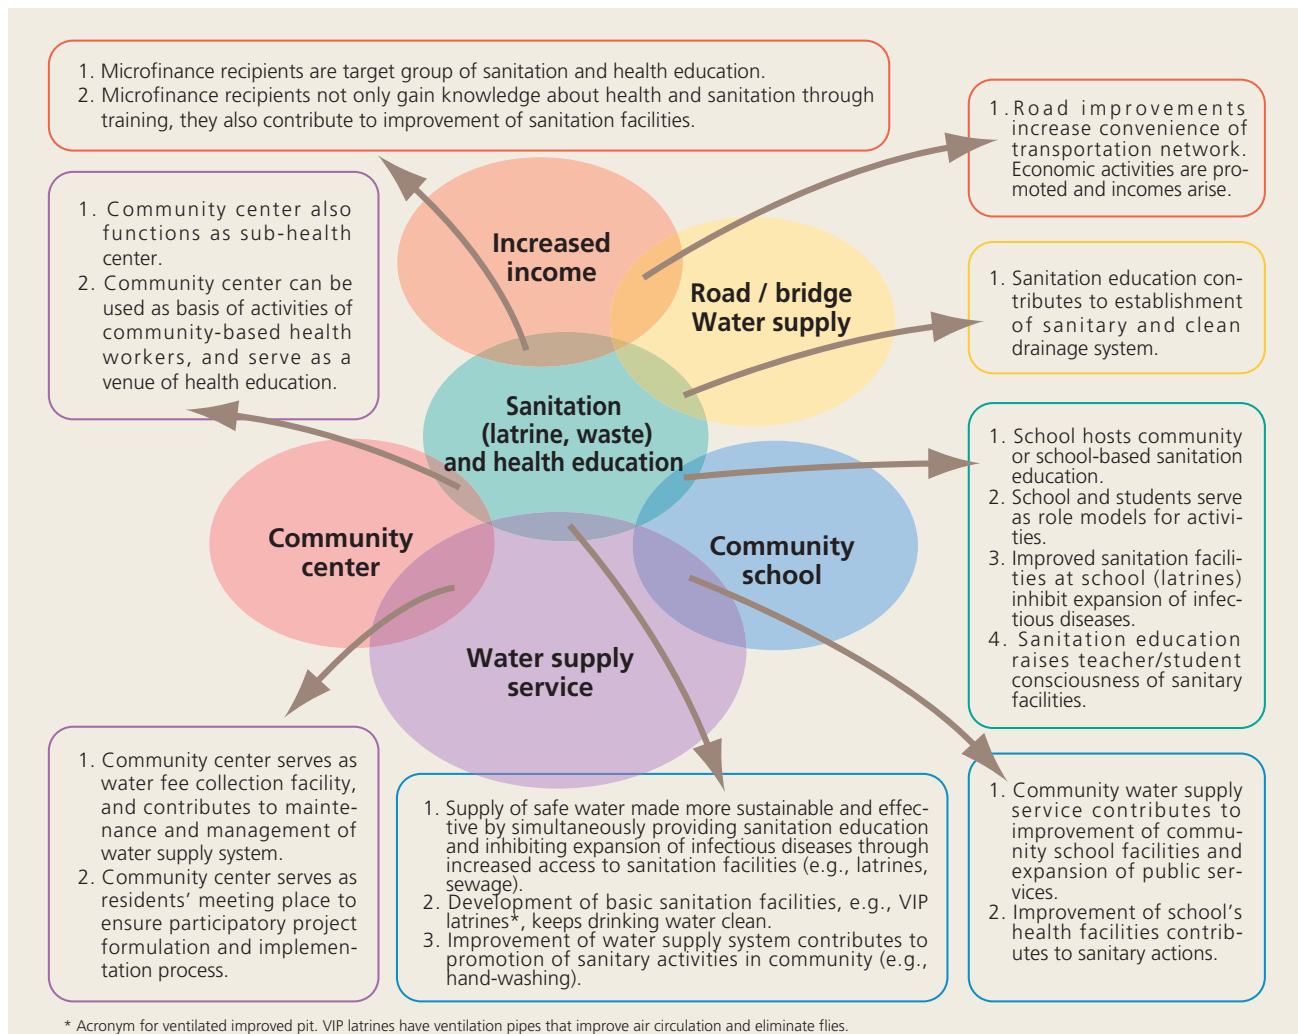 1. Microfinance recipients are target group of sanitation and health education.
2. Microfinance recipients not only gain knowledge about health and sanitation through
training, they also contribute to improvement of sanitation facilities.
1. Road improvements
increase convenience of
transportation network.
Economic activities are pro-
moted and incomes arise.
1. Community center also
functions as sub-health
center.
2. Community center can be
used as basis of activities of
community-based health
workers, and serve as a
venue of health education.
Increased
income
Road / bridge
Water supply
1. Sanitation education con-
tributes to establishment
of sanitary and clean
drainage system.
Sanitation
(latrine, waste)
and health education
1. School hosts community
or school-based sanitation
education.
2. School and students serve
as role models for activi-
ties.
3. Improved sanitation facili-
ties at school (latrines)
inhibit expansion of infec-
tious diseases.
4. Sanitation education
raises teacher/student
consciousness of sanitary
facilities.
Community
center
Community
school
Water supply
service
1. Community center serves as
water fee collection facility,
and contributes to mainte-
nance and management of
water supply system.
2. Community center serves as
residents’ meeting place to
ensure participatory project
formulation and implemen-
tation process.
1. Supply of safe water made more sustainable and effec-
tive by simultaneously providing sanitation education
and inhibiting expansion of infectious diseases through
increased access to sanitation facilities (e.g., latrines,
sewage).
2. Development of basic sanitation facilities, e.g., VIP
latrines*, keeps drinking water clean.
3. Improvement of water supply system contributes to
promotion of sanitary activities in community (e.g.,
hand-washing).
1. Community water supply
service contributes to
improvement of commu-
nity school facilities and
expansion of public ser-
vices.
2. Improvement of school’s
health facilities contrib-
utes to sanitary actions.
* Acronym for ventilated improved pit. VIP latrines have ventilation pipes that improve air circulation and eliminate flies.